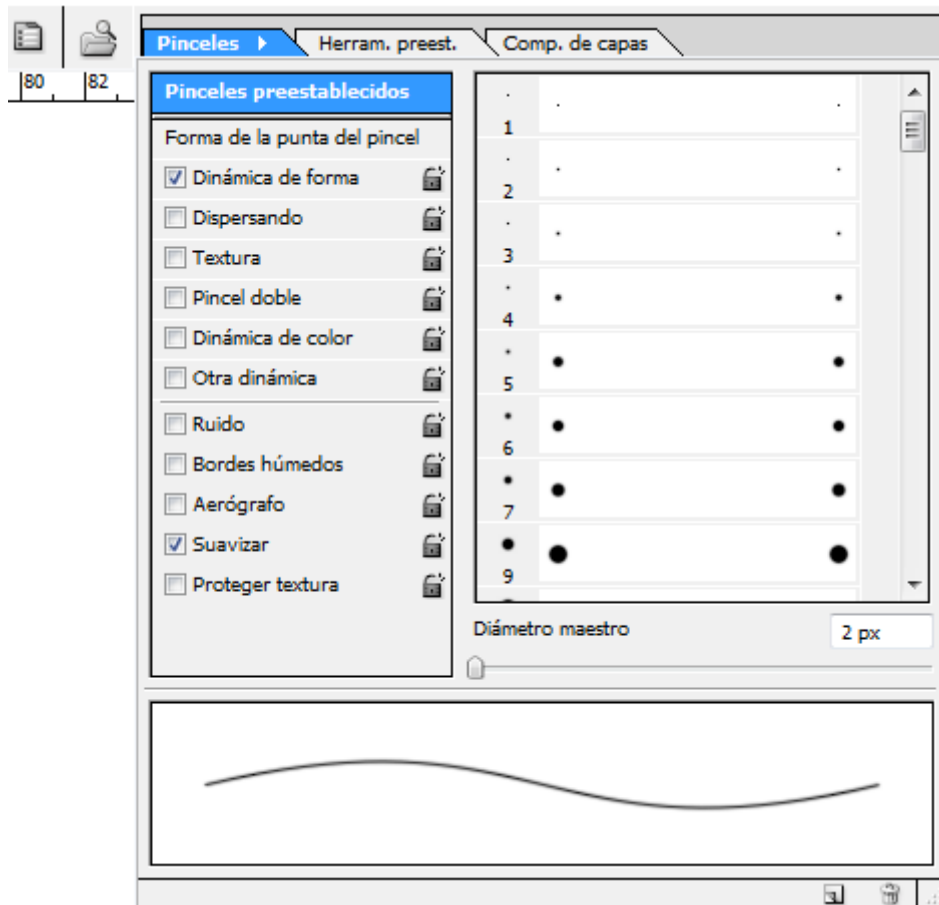 Pinceles Herram. preest. Comp. de capas
80 82
Pinceles preestablecidos
Forma de la punta del pincel
Dinámica de forma
Dispersando
Textura
Pincel doble
Dinámica de color
Otra dinámica
Ruido
Bordes húmedos
Aerógrafo
Suavizar
Proteger textura
1
2
3
4
5
6
7
9
Diámetro maestro 2 px